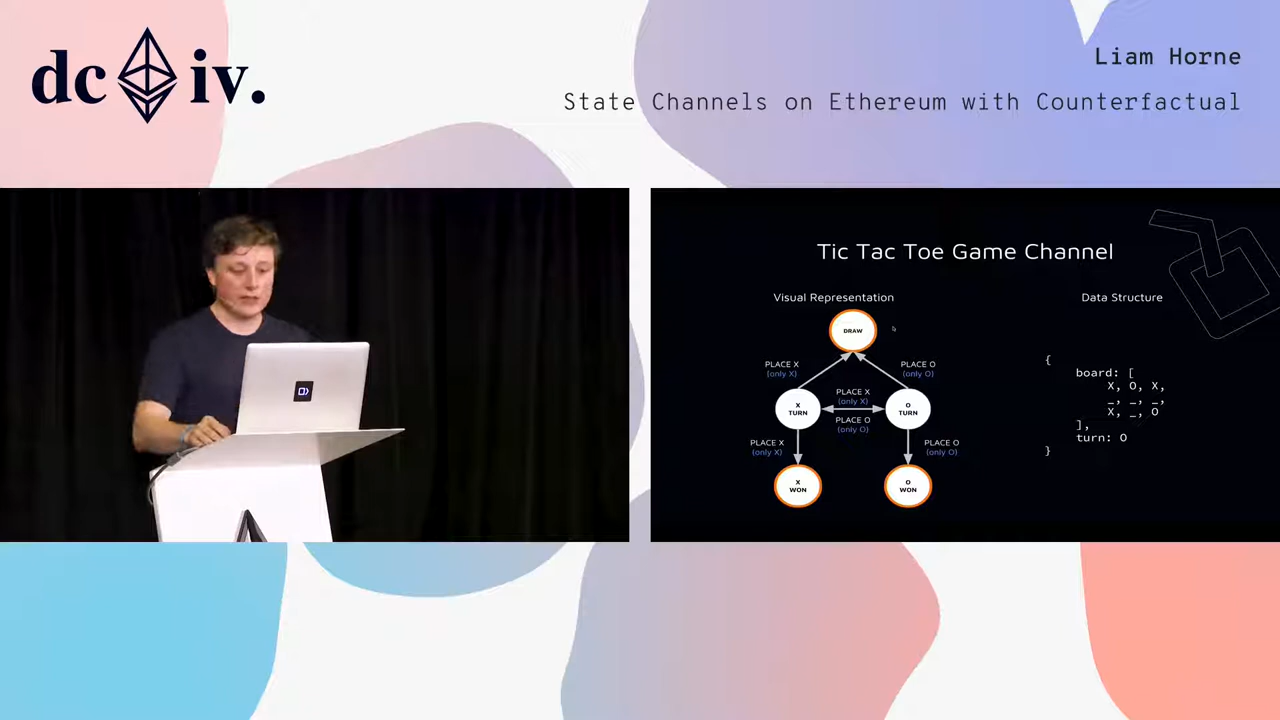 dc iv.
Liam Horne
State Channels on Ethereum with Counterfactual
Tic Tac Toe Game Channel
Visual Representation
Data Structure
DRAW
PLACE X
(only X)
PLACE O
(only O)
PLACE X
(only X)
X
TURN
O
TURN
PLACE O
(only O)
PLACE X
(only X)
PLACE O
(only O)
X
WON
O
WON
{
board: [
X, O, X,
_, _, _,
X, _, O
],
turn: O
}